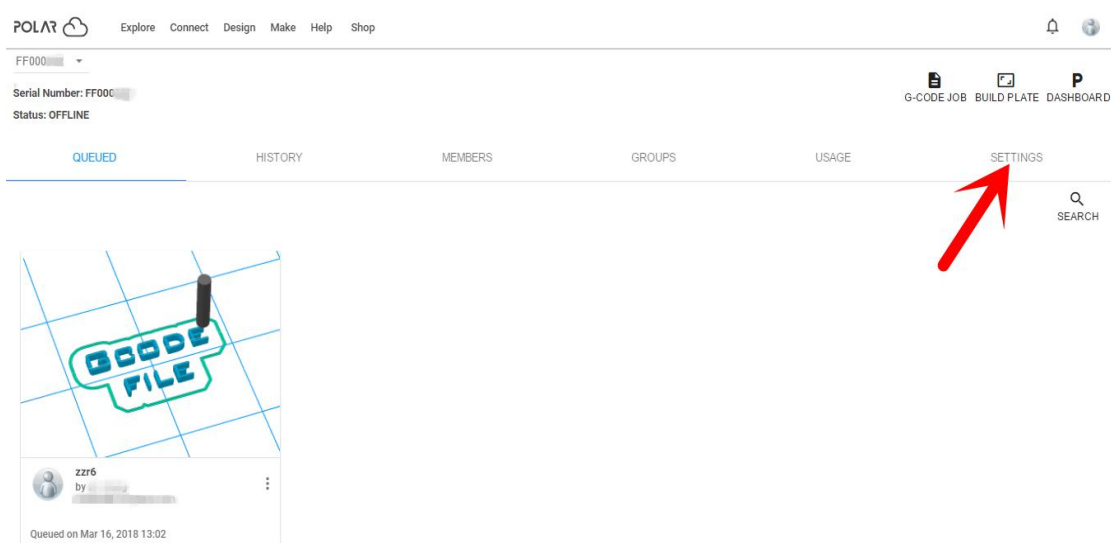 POLAR
Explore Connect Design Make Help Shop
FF000
Serial Number: FF000
Status: OFFLINE
G-CODE JOB BUILD PLATE DASHBOARD
QUEUED HISTORY MEMBERS GROUPS USAGE SETTINGS
SEARCH
GCODE
FILE
zzr6
by
Queued on Mar 16, 2018 13:02